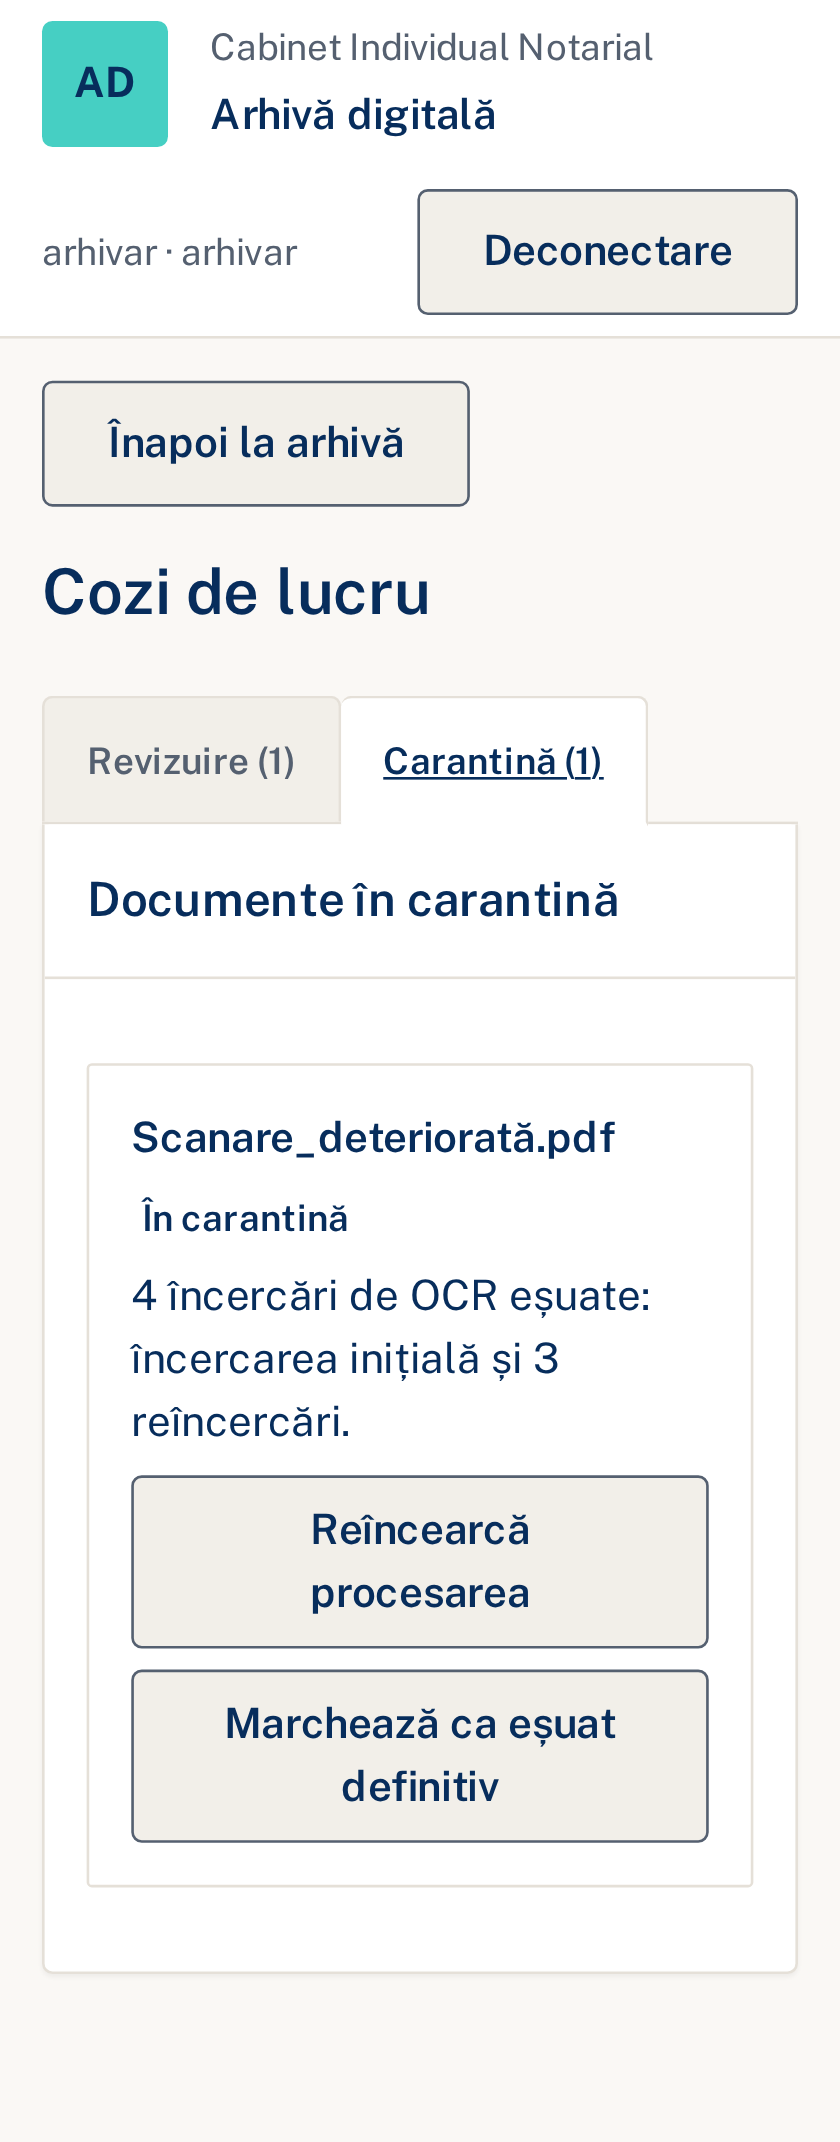 AD
Cabinet Individual Notarial
Arhivă digitală
arhivar · arhivar
Deconectare
Înapoi la arhivă
Cozi de lucru
Revizuire (1)
Carantină (1)
Documente în carantină
Scanare_deteriorată.pdf
În carantină
4 încercări de OCR eșuate:
încercarea inițială și 3
reîncercări.
Reîncearcă
procesarea
Marchează ca eșuat
definitiv